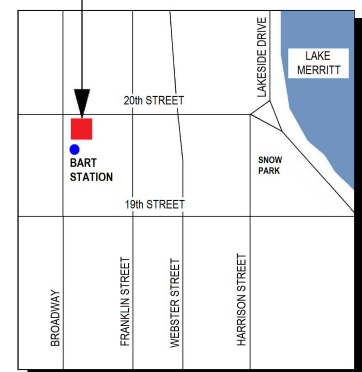 LAKESIDE DRIVE
LAKE
MERRITT
20th STREET
BART
STATION
SNOW
PARK
19th STREET
BROADWAY
FRANKLIN STREET
WEBSTER STREET
HARRISON STREET